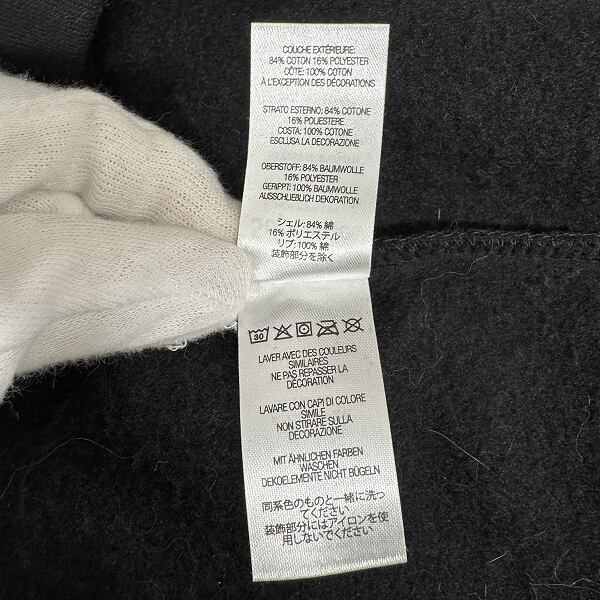 COUCHE EXTÉRIEURE:
84% COTON 16% POLYESTER
CÔTE: 100% COTON
À L'EXCEPTION DES DÉCORATIONS
STRATO ESTERNO: 84% COTONE
16% POLIESTERE
COSTA: 100% COTONE
ESCLUSA LA DECORAZIONE
OBERSTOFF: 84% BAUMWOLLE
16% POLYESTER
GERIPPT: 100% BAUMWOLLE
AUSSCHLIEBLICH DEKORATION
シェル: 84% 綿
16% ポリエステル
リブ: 100% 綿
装飾部分を除く
30
LAVER AVEC DES COULEURS
SIMILAIRES
NE PAS REPASSER LA
DÉCORATION
LAVARE CON CAPI DI COLORE
SIMILE
NON STIRARE SULLA
DECORAZIONE
MIT ÄHNLICHEN FARBEN
WASCHEN
DEKOELEMENTE NICHT BÜGELN
同系色のものと一緒に洗っ
てください
装飾部分にはアイロンを使
用しないでください